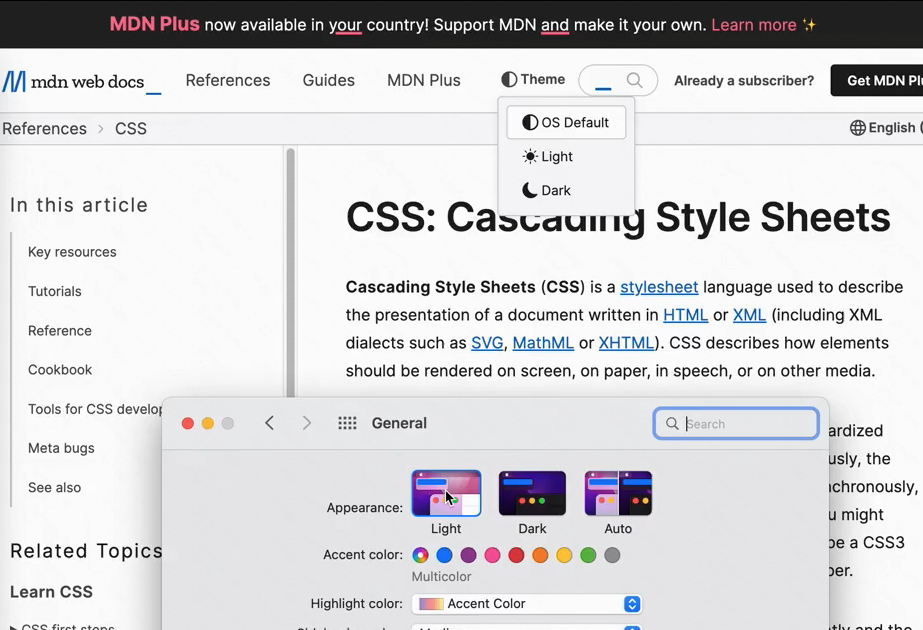 MDN Plus now available in your country! Support MDN and make it your own. Learn more ✨
mdn web docs_ References Guides MDN Plus Theme Already a subscriber? Get MDN
References > CSS English
OS Default
Light
Dark
In this article
Key resources
Tutorials
Reference
Cookbook
Tools for CSS
Meta bugs
See also
Related Topics
Learn CSS
CSS first steps
CSS: Cascading Style Sheets
Cascading Style Sheets (CSS) is a stylesheet language used to describe
the presentation of a document written in HTML or XML (including XML
dialects such as SVG, MathML or XHTML). CSS describes how elements
should be rendered on screen, on paper, in speech, or on other media.
the
might
be a CSS3
and the
General
Search
Appearance:
Light Dark Auto
Accent color:
Multicolor
Highlight color: Accent Color